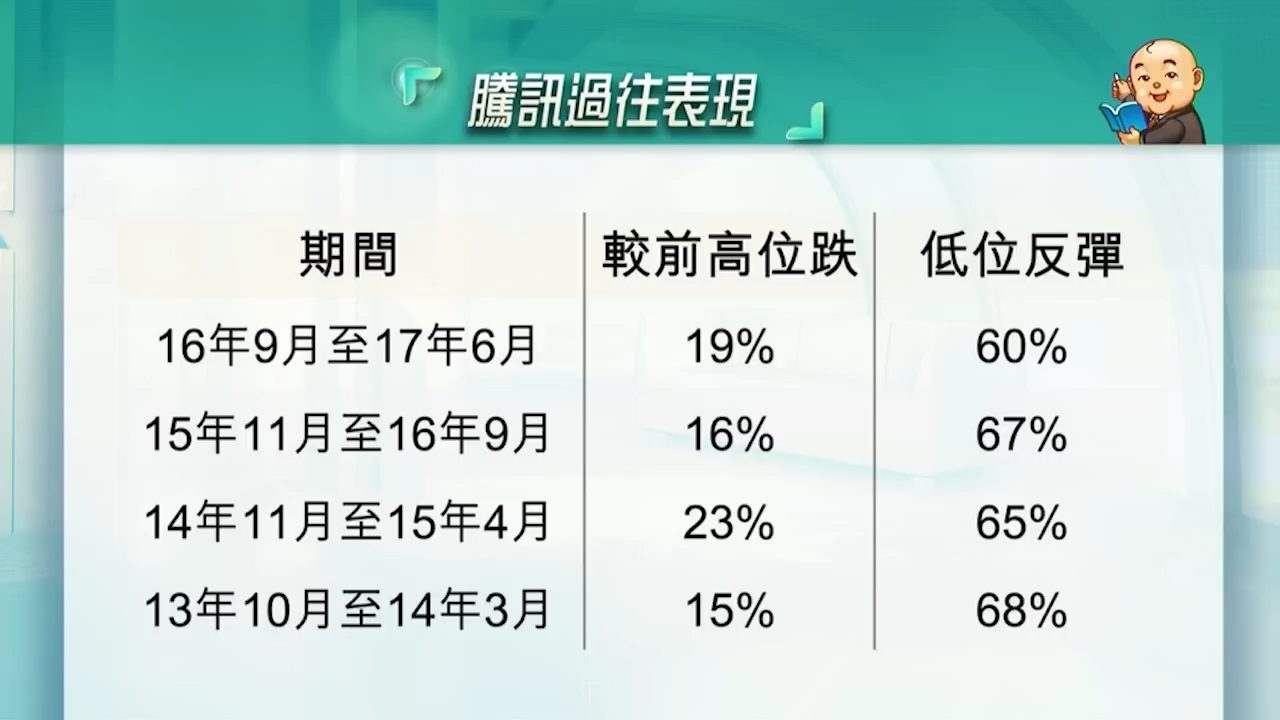 騰訊過往表現
期間 較前高位跌 低位反彈
16年9月至17年6月 19% 60%
15年11月至16年9月 16% 67%
14年11月至15年4月 23% 65%
13年10月至14年3月 15% 68%